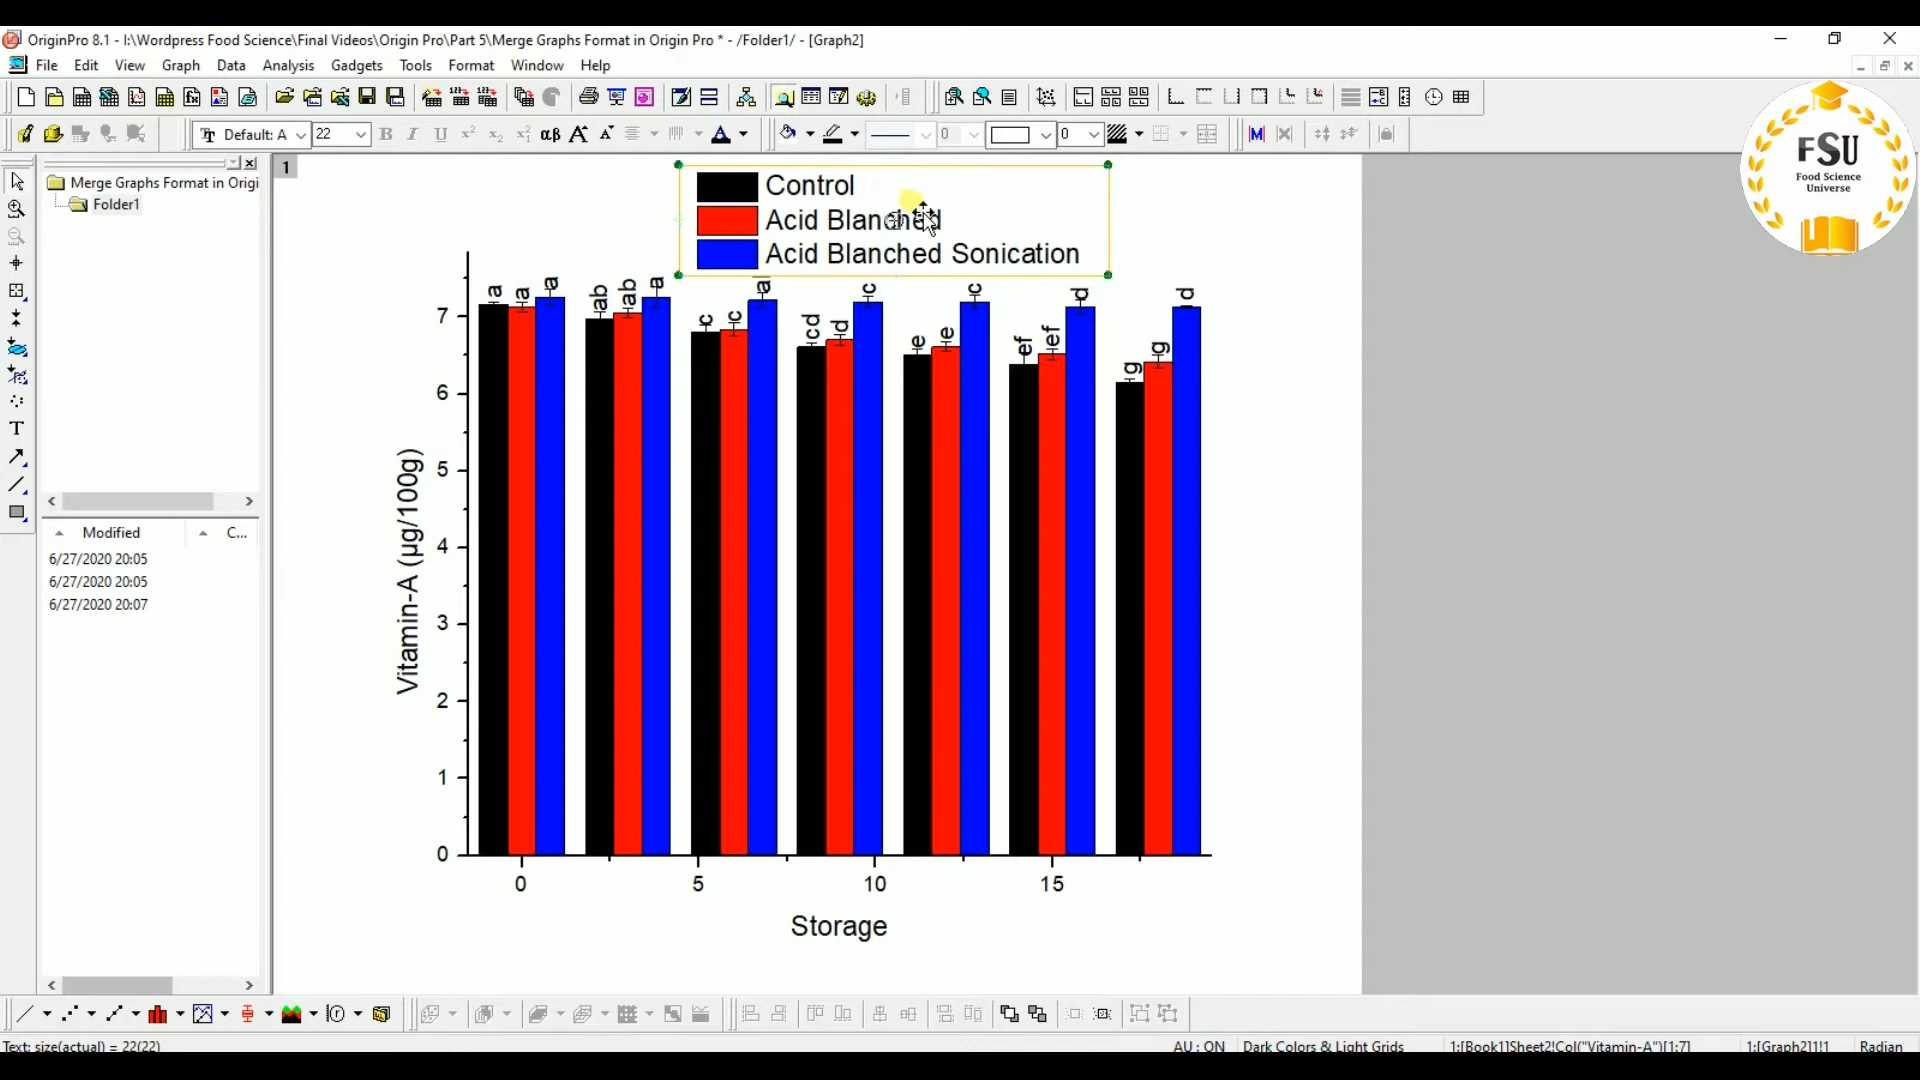 OriginPro 8.1 - I:\Wordpress Food Science\Final Videos\Origin Pro\Part 5\Merge Graphs Format in Origin Pro * - /Folder1/ - [Graph2]
File Edit View Graph Data Analysis Gadgets Tools Format Window Help
Default: A 22 B I U αβ A A A 0 0
FSU
Food Science
Universe
Merge Graphs Format in Origi
Folder1
1
Control
Acid Blanched
Acid Blanched Sonication
a a a ab ab a c c a cd d c e e c ef ef d g g d
7
6
5
4
3
2
1
0
Vitamin-A (µg/100g)
0 5 10 15
Storage
Modified C...
6/27/2020 20:05
6/27/2020 20:05
6/27/2020 20:07
T
Text: size(actual) = 22(22)
AU : ON Dark Colors & Light Grids 1:[Book1]Sheet2!Col("Vitamin-A")[1:7] 1:[Graph2]1!1 Radian